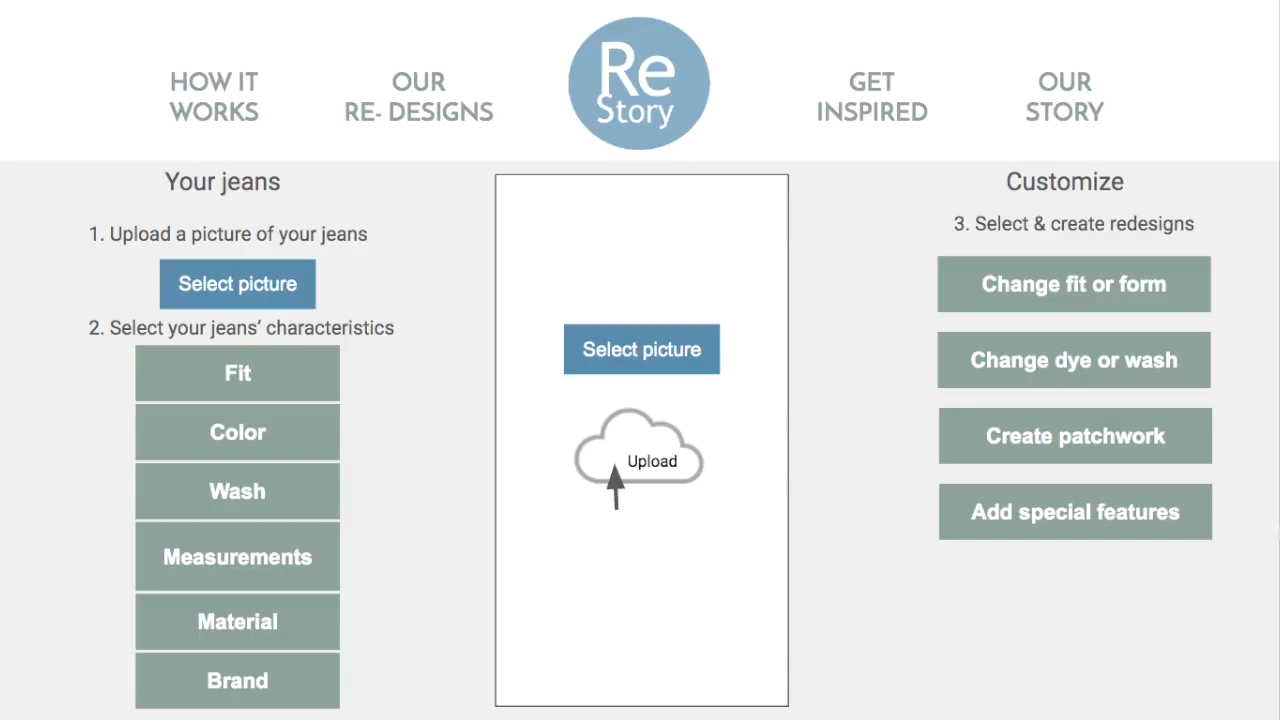 HOW IT
WORKS
OUR
RE- DESIGNS
Re
Story
GET
INSPIRED
OUR
STORY
Your jeans
1. Upload a picture of your jeans
Select picture
2. Select your jeans’ characteristics
Fit
Color
Wash
Measurements
Material
Brand
Select picture
Upload
Customize
3. Select & create redesigns
Change fit or form
Change dye or wash
Create patchwork
Add special features